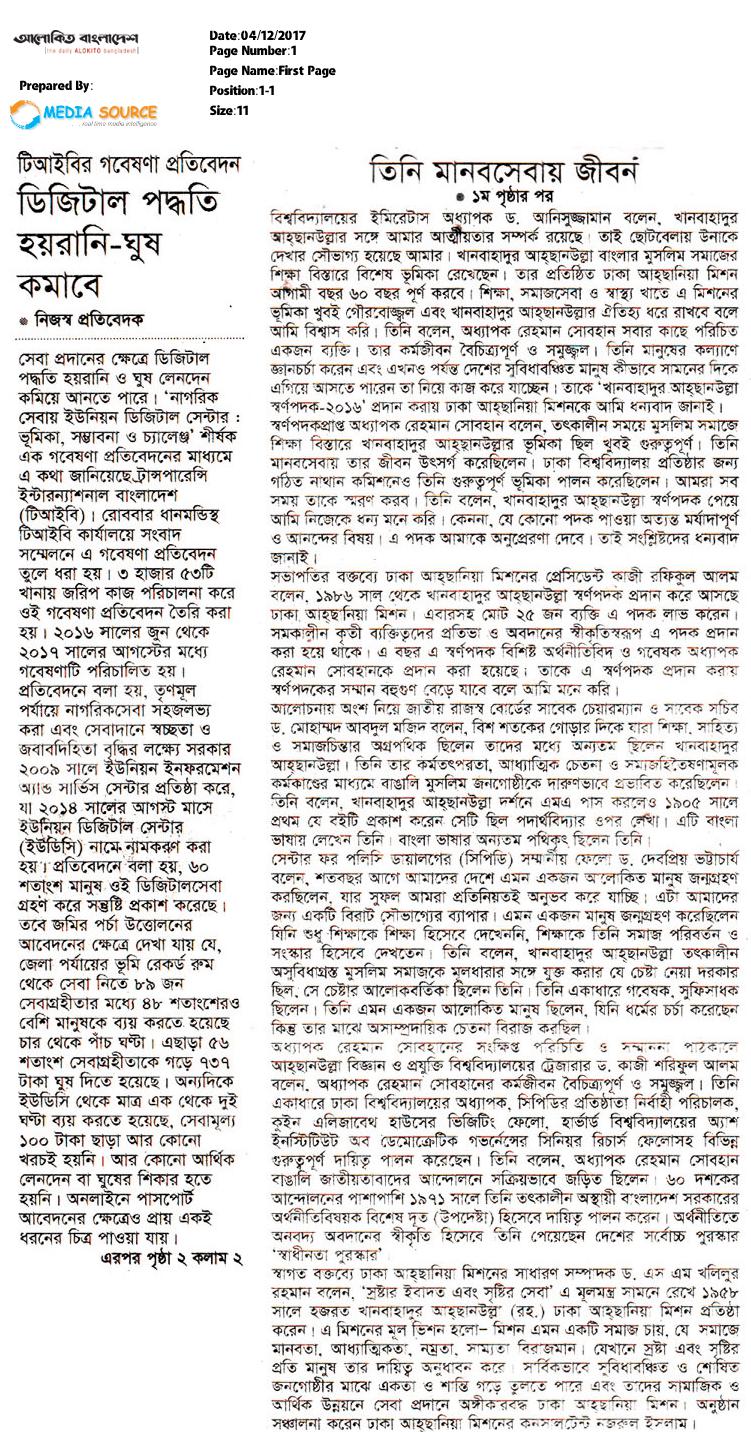 আলোকিত বাংলাদেশ
the daily ALOKITO bangladesh
Date:04/12/2017
Page Number:1
Page Name:First Page
Position:1-1
Size:11
Prepared By:
MEDIA SOURCE
real time media intelligence
টিআইবির গবেষণা প্রতিবেদন
ডিজিটাল পদ্ধতি
হয়রানি-ঘুষ
কমাবে
● নিজস্ব প্রতিবেদক
সেবা প্রদানের ক্ষেত্রে ডিজিটাল
পদ্ধতি হয়রানি ও ঘুষ লেনদেন
কমিয়ে আনতে পারে। ‘নাগরিক
সেবায় ইউনিয়ন ডিজিটাল সেন্টার :
ভূমিকা, সম্ভাবনা ও চ্যালেঞ্জ’ শীর্ষক
এক গবেষণা প্রতিবেদনের মাধ্যমে
এ কথা জানিয়েছে ট্রান্সপারেন্সি
ইন্টারন্যাশনাল বাংলাদেশ
(টিআইবি)। রোববার ধানমন্ডিস্থ
টিআইবি কার্যালয়ে সংবাদ
সম্মেলনে এ গবেষণা প্রতিবেদন
তুলে ধরা হয়। ৩ হাজার ৫৩টি
খানায় জরিপ কাজ পরিচালনা করে
ওই গবেষণা প্রতিবেদন তৈরি করা
হয়। ২০১৬ সালের জুন থেকে
২০১৭ সালের আগস্টের মধ্যে
গবেষণাটি পরিচালিত হয়।
প্রতিবেদনে বলা হয়, তৃণমূল
পর্যায়ে নাগরিকসেবা সহজলভ্য
করা এবং সেবাদানে স্বচ্ছতা ও
জবাবদিহিতা বৃদ্ধির লক্ষ্যে সরকার
২০০৯ সালে ইউনিয়ন ইনফরমেশন
অ্যান্ড সার্ভিস সেন্টার প্রতিষ্ঠা করে,
যা ২০১৪ সালের আগস্ট মাসে
ইউনিয়ন ডিজিটাল সেন্টার
(ইউডিসি) নামে নামকরণ করা
হয়। প্রতিবেদনে বলা হয়, ৬০
শতাংশ মানুষ ওই ডিজিটালসেবা
গ্রহণ করে সন্তুষ্টি প্রকাশ করেছে।
তবে জমির পর্চা উত্তোলনের
আবেদনের ক্ষেত্রে দেখা যায় যে,
জেলা পর্যায়ের ভূমি রেকর্ড রুম
থেকে সেবা নিতে ৮৯ জন
সেবাগ্রহীতার মধ্যে ৪৮ শতাংশেরও
বেশি মানুষকে ব্যয় করতে হয়েছে
চার থেকে পাঁচ ঘণ্টা। এছাড়া ৫৬
শতাংশ সেবাগ্রহীতাকে গড়ে ৭৩৭
টাকা ঘুষ দিতে হয়েছে। অন্যদিকে
ইউডিসি থেকে মাত্র এক থেকে দুই
ঘণ্টা ব্যয় করতে হয়েছে, সেবামূল্য
১০০ টাকা ছাড়া আর কোনো
খরচই হয়নি। আর কোনো আর্থিক
লেনদেন বা ঘুষের শিকার হতে
হয়নি। অনলাইনে পাসপোর্ট
আবেদনের ক্ষেত্রেও প্রায় একই
ধরনের চিত্র পাওয়া যায়।
এরপর পৃষ্ঠা ২ কলাম ২
তিনি মানবসেবায় জীবন
● ১ম পৃষ্ঠার পর
বিশ্ববিদ্যালয়ের ইমিরেটাস অধ্যাপক ড. আনিসুজ্জামান বলেন, খানবাহাদুর
আহ্ছানউল্লার সঙ্গে আমার আত্মীয়তার সম্পর্ক রয়েছে। তাই ছোটবেলায় উনাকে
দেখার সৌভাগ্য হয়েছে আমার। খানবাহাদুর আহ্ছানউল্লা বাংলার মুসলিম সমাজের
শিক্ষা বিস্তারে বিশেষ ভূমিকা রেখেছেন। তার প্রতিষ্ঠিত ঢাকা আহ্ছানিয়া মিশন
আগামী বছর ৬০ বছর পূর্ণ করবে। শিক্ষা, সমাজসেবা ও স্বাস্থ্য খাতে এ মিশনের
ভূমিকা খুবই গৌরবোজ্জ্বল এবং খানবাহাদুর আহ্ছানউল্লার ঐতিহ্য ধরে রাখবে বলে
আমি বিশ্বাস করি। তিনি বলেন, অধ্যাপক রেহমান সোবহান সবার কাছে পরিচিত
একজন ব্যক্তি। তার কর্মজীবন বৈচিত্র্যপূর্ণ ও সমুজ্জ্বল। তিনি মানুষের কল্যাণে
জ্ঞানচর্চা করেন এবং এখনও পর্যন্ত দেশের সুবিধাবঞ্চিত মানুষ কীভাবে সামনের দিকে
এগিয়ে আসতে পারেন তা নিয়ে কাজ করে যাচ্ছেন। তাকে ‘খানবাহাদুর আহ্ছানউল্লা
স্বর্ণপদক-২০১৬’ প্রদান করায় ঢাকা আহ্ছানিয়া মিশনকে আমি ধন্যবাদ জানাই।
স্বর্ণপদকপ্রাপ্ত অধ্যাপক রেহমান সোবহান বলেন, তৎকালীন সময়ে মুসলিম সমাজে
শিক্ষা বিস্তারে খানবাহাদুর আহ্ছানউল্লার ভূমিকা ছিল খুবই গুরুত্বপূর্ণ। তিনি
মানবসেবায় তার জীবন উৎসর্গ করেছিলেন। ঢাকা বিশ্ববিদ্যালয় প্রতিষ্ঠার জন্য
গঠিত নাথান কমিশনেও তিনি গুরুত্বপূর্ণ ভূমিকা পালন করেছিলেন। আমরা সব
সময় তাকে স্মরণ করব। তিনি বলেন, খানবাহাদুর আহ্ছানউল্লা স্বর্ণপদক পেয়ে
আমি নিজেকে ধন্য মনে করি। কেননা, যে কোনো পদক পাওয়া অত্যন্ত মর্যাদাপূর্ণ
ও আনন্দের বিষয়। এ পদক আমাকে অনুপ্রেরণা দেবে। তাই সংশ্লিষ্টদের ধন্যবাদ
জানাই।
সভাপতির বক্তব্যে ঢাকা আহ্ছানিয়া মিশনের প্রেসিডেন্ট কাজী রফিকুল আলম
বলেন, ১৯৮৬ সাল থেকে খানবাহাদুর আহ্ছানউল্লা স্বর্ণপদক প্রদান করে আসছে
ঢাকা আহ্ছানিয়া মিশন। এবারসহ মোট ২৫ জন ব্যক্তি এ পদক লাভ করেন।
সমকালীন কৃতী ব্যক্তিত্বদের প্রতিভা ও অবদানের স্বীকৃতিস্বরূপ এ পদক প্রদান
করা হয়ে থাকে। এ বছর এ স্বর্ণপদক বিশিষ্ট অর্থনীতিবিদ ও গবেষক অধ্যাপক
রেহমান সোবহানকে প্রদান করা হয়েছে; তাকে এ স্বর্ণপদক প্রদান করায়
স্বর্ণপদকের সম্মান বহুগুণ বেড়ে যাবে বলে আমি মনে করি।
আলোচনায় অংশ নিয়ে জাতীয় রাজস্ব বোর্ডের সাবেক চেয়ারম্যান ও সাবেক সচিব
ড. মোহাম্মদ আবদুল মজিদ বলেন, বিশ শতকের গোড়ার দিকে যারা শিক্ষা, সাহিত্য
ও সমাজচিন্তার অগ্রপথিক ছিলেন তাদের মধ্যে অন্যতম ছিলেন খানবাহাদুর
আহ্ছানউল্লা। তিনি তার কর্মতৎপরতা, আধ্যাত্মিক চেতনা ও সমাজহিতৈষণামূলক
কর্মকাণ্ডের মাধ্যমে বাঙালি মুসলিম জনগোষ্ঠীকে দারুণভাবে প্রভাবিত করেছিলেন।
তিনি বলেন, খানবাহাদুর আহ্ছানউল্লা দর্শনে এমএ পাস করলেও ১৯০৫ সালে
প্রথম যে বইটি প্রকাশ করেন সেটি ছিল পদার্থবিদ্যার ওপর লেখা। এটি বাংলা
ভাষায় লেখেন তিনি। বাংলা ভাষার অন্যতম পথিকৃৎ ছিলেন তিনি।
সেন্টার ফর পলিসি ডায়ালগের (সিপিডি) সম্মানীয় ফেলো ড. দেবপ্রিয় ভট্টাচার্য
বলেন, শতবছর আগে আমাদের দেশে এমন একজন আলোকিত মানুষ জন্মগ্রহণ
করছিলেন, যার সুফল আমরা প্রতিনিয়তই অনুভব করে যাচ্ছি। এটা আমাদের
জন্য একটি বিরাট সৌভাগ্যের ব্যাপার। এমন একজন মানুষ জন্মগ্রহণ করেছিলেন
যিনি শুধু শিক্ষাকে শিক্ষা হিসেবে দেখেননি, শিক্ষাকে তিনি সমাজ পরিবর্তন ও
সংস্কার হিসেবে দেখতেন। তিনি বলেন, খানবাহাদুর আহ্ছানউল্লা তৎকালীন
অসুবিধাগ্রস্ত মুসলিম সমাজকে মূলধারার সঙ্গে যুক্ত করার যে চেষ্টা নেয়া দরকার
ছিল, সে চেষ্টার আলোকবর্তিকা ছিলেন তিনি। তিনি একাধারে গবেষক, সুফিসাধক
ছিলেন। তিনি এমন একজন আলোকিত মানুষ ছিলেন, যিনি ধর্মের চর্চা করেছেন
কিন্তু তার মাঝে অসাম্প্রদায়িক চেতনা বিরাজ করছিল।
অধ্যাপক রেহমান সোবহানের সংক্ষিপ্ত পরিচিতি ও সম্মাননা পাঠকালে
আহ্ছানউল্লা বিজ্ঞান ও প্রযুক্তি বিশ্ববিদ্যালয়ের ট্রেজারার ড. কাজী শরিফুল আলম
বলেন, অধ্যাপক রেহমান সোবহানের কর্মজীবন বৈচিত্র্যপূর্ণ ও সমুজ্জ্বল। তিনি
একাধারে ঢাকা বিশ্ববিদ্যালয়ের অধ্যাপক, সিপিডির প্রতিষ্ঠাতা নির্বাহী পরিচালক,
কুইন এলিজাবেথ হাউসের ভিজিটিং ফেলো, হার্ভার্ড বিশ্ববিদ্যালয়ের অ্যাশ
ইনস্টিটিউট অব ডেমোক্রেটিক গভর্নেন্সের সিনিয়র রিচার্স ফেলোসহ বিভিন্ন
গুরুত্বপূর্ণ দায়িত্ব পালন করেছেন। তিনি বলেন, অধ্যাপক রেহমান সোবহান
বাঙালি জাতীয়তাবাদের আন্দোলনে সক্রিয়ভাবে জড়িত ছিলেন। ৬০ দশকের
আন্দোলনের পাশাপাশি ১৯৭১ সালে তিনি তৎকালীন অস্থায়ী বাংলাদেশ সরকারের
অর্থনীতিবিষয়ক বিশেষ দূত (উপদেষ্টা) হিসেবে দায়িত্ব পালন করেন। অর্থনীতিতে
অনবদ্য অবদানের স্বীকৃতি হিসেবে তিনি পেয়েছেন দেশের সর্বোচ্চ পুরস্কার
‘স্বাধীনতা পুরস্কার’
স্বাগত বক্তব্যে ঢাকা আহ্ছানিয়া মিশনের সাধারণ সম্পাদক ড. এস এম খলিলুর
রহমান বলেন, ‘স্রষ্টার ইবাদত এবং সৃষ্টির সেবা’ এ মূলমন্ত্র সামনে রেখে ১৯৫৮
সালে হজরত খানবাহাদুর আহ্ছানউল্লা (রহ.) ঢাকা আহ্ছানিয়া মিশন প্রতিষ্ঠা
করেন। এ মিশনের মূল ভিশন হলো– মিশন এমন একটি সমাজ চায়, যে সমাজে
মানবতা, আধ্যাত্মিকতা, নম্রতা, সাম্যতা বিরাজমান। যেখানে স্রষ্টা এবং সৃষ্টির
প্রতি মানুষ তার দায়িত্ব অনুধাবন করে। সার্বিকভাবে সুবিধাবঞ্চিত ও শোষিত
জনগোষ্ঠীর মাঝে একতা ও শান্তি গড়ে তুলতে পারে এবং তাদের সামাজিক ও
আর্থিক উন্নয়নে সেবা প্রদানে অঙ্গীকারবদ্ধ ঢাকা আহছানিয়া মিশন। অনুষ্ঠান
সঞ্চালনা করেন ঢাকা আহ্ছানিয়া মিশনের কনসালটেন্ট নজরুল ইসলাম।